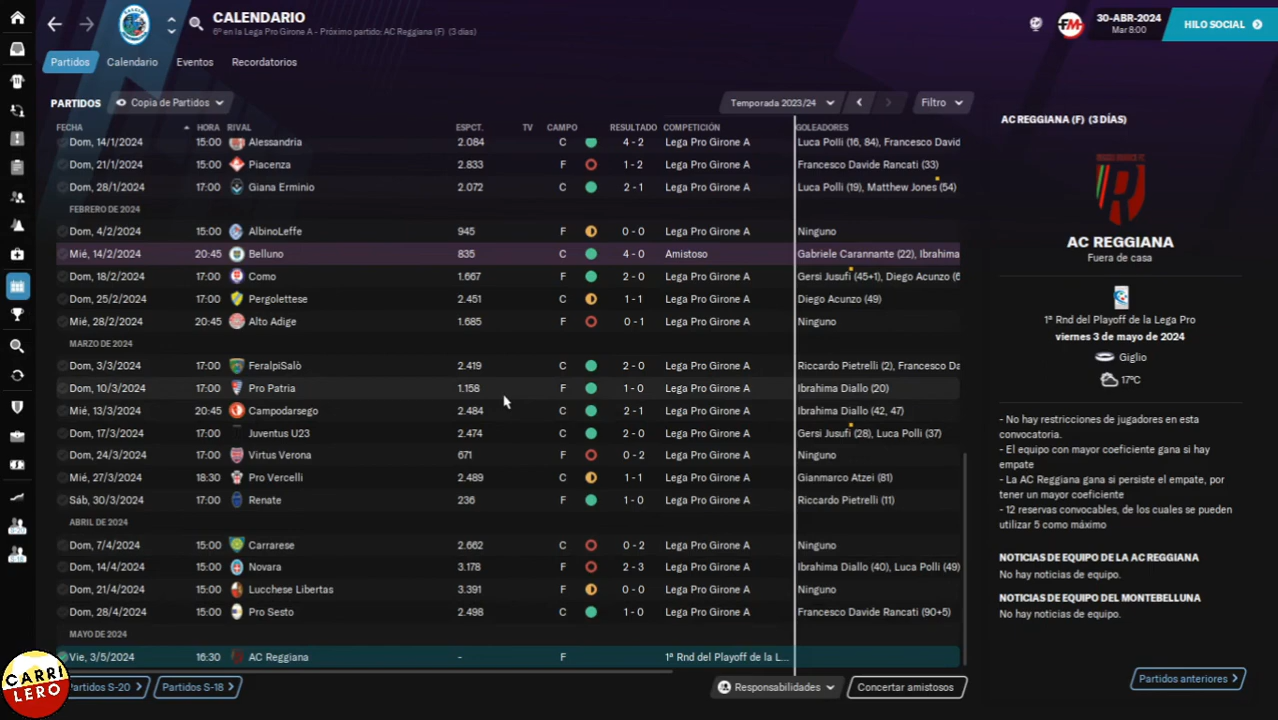 CALENDARIO
6º en la Lega Pro Girone A - Próximo partido: AC Reggiana (F) (3 días)
FM
30-ABR-2024
Mar 8:00
HILO SOCIAL
Partidos Calendario Eventos Recordatorios
PARTIDOS Copia de Partidos Temporada 2023/24 Filtro
FECHA HORA RIVAL ESPCT. TV CAMPO RESULTADO COMPETICIÓN GOLEADORES
Dom, 14/1/2024 15:00 Alessandria 2.084 C 4 - 2 Lega Pro Girone A Luca Polli (16, 84), Francesco David
Dom, 21/1/2024 15:00 Piacenza 2.833 F 1 - 2 Lega Pro Girone A Francesco Davide Rancati (33)
Dom, 28/1/2024 17:00 Giana Erminio 2.072 C 2 - 1 Lega Pro Girone A Luca Polli (19), Matthew Jones (54)
FEBRERO DE 2024
Dom, 4/2/2024 15:00 AlbinoLeffe 945 F 0 - 0 Lega Pro Girone A Ninguno
Mié, 14/2/2024 20:45 Belluno 835 C 4 - 0 Amistoso Gabriele Carannante (22), Ibrahima
Dom, 18/2/2024 17:00 Como 1.667 F 2 - 0 Lega Pro Girone A Gersi Jusufi (45+1), Diego Acunzo (6
Dom, 25/2/2024 17:00 Pergolettese 2.451 C 1 - 1 Lega Pro Girone A Diego Acunzo (49)
Mié, 28/2/2024 20:45 Alto Adige 1.685 F 0 - 1 Lega Pro Girone A Ninguno
MARZO DE 2024
Dom, 3/3/2024 17:00 FeralpiSalò 2.419 C 2 - 0 Lega Pro Girone A Riccardo Pietrelli (2), Francesco Da
Dom, 10/3/2024 17:00 Pro Patria 1.158 F 1 - 0 Lega Pro Girone A Ibrahima Diallo (20)
Mié, 13/3/2024 20:45 Campodarsego 2.484 C 2 - 1 Lega Pro Girone A Ibrahima Diallo (42, 47)
Dom, 17/3/2024 17:00 Juventus U23 2.474 C 2 - 0 Lega Pro Girone A Gersi Jusufi (28), Luca Polli (37)
Dom, 24/3/2024 17:00 Virtus Verona 671 F 0 - 2 Lega Pro Girone A Ninguno
Mié, 27/3/2024 18:30 Pro Vercelli 2.489 C 1 - 1 Lega Pro Girone A Gianmarco Atzei (81)
Sáb, 30/3/2024 17:00 Renate 236 F 1 - 0 Lega Pro Girone A Riccardo Pietrelli (11)
ABRIL DE 2024
Dom, 7/4/2024 15:00 Carrarese 2.662 C 0 - 2 Lega Pro Girone A Ninguno
Dom, 14/4/2024 15:00 Novara 3.178 F 2 - 3 Lega Pro Girone A Ibrahima Diallo (40), Luca Polli (49)
Dom, 21/4/2024 15:00 Lucchese Libertas 3.391 F 0 - 0 Lega Pro Girone A Ninguno
Dom, 28/4/2024 15:00 Pro Sesto 2.498 C 1 - 0 Lega Pro Girone A Francesco Davide Rancati (90+5)
MAYO DE 2024
Vie, 3/5/2024 16:30 AC Reggiana - F 1ª Rnd del Playoff de la L...
Partidos S-20 Partidos S-18 Responsabilidades Concertar amistosos
CARRI
LERO
AC REGGIANA (F) (3 DÍAS)
AC REGGIANA
Fuera de casa
1ª Rnd del Playoff de la Lega Pro
viernes 3 de mayo de 2024
Giglio
17ºC
- No hay restricciones de jugadores en esta
convocatoria.
- El equipo con mayor coeficiente gana si hay
empate
- La AC Reggiana gana si persiste el empate, por
tener un mayor coeficiente
- 12 reservas convocables, de los cuales se pueden
utilizar 5 como máximo
NOTICIAS DE EQUIPO DE LA AC REGGIANA
No hay noticias de equipo.
NOTICIAS DE EQUIPO DEL MONTEBELLUNA
No hay noticias de equipo.
Partidos anteriores